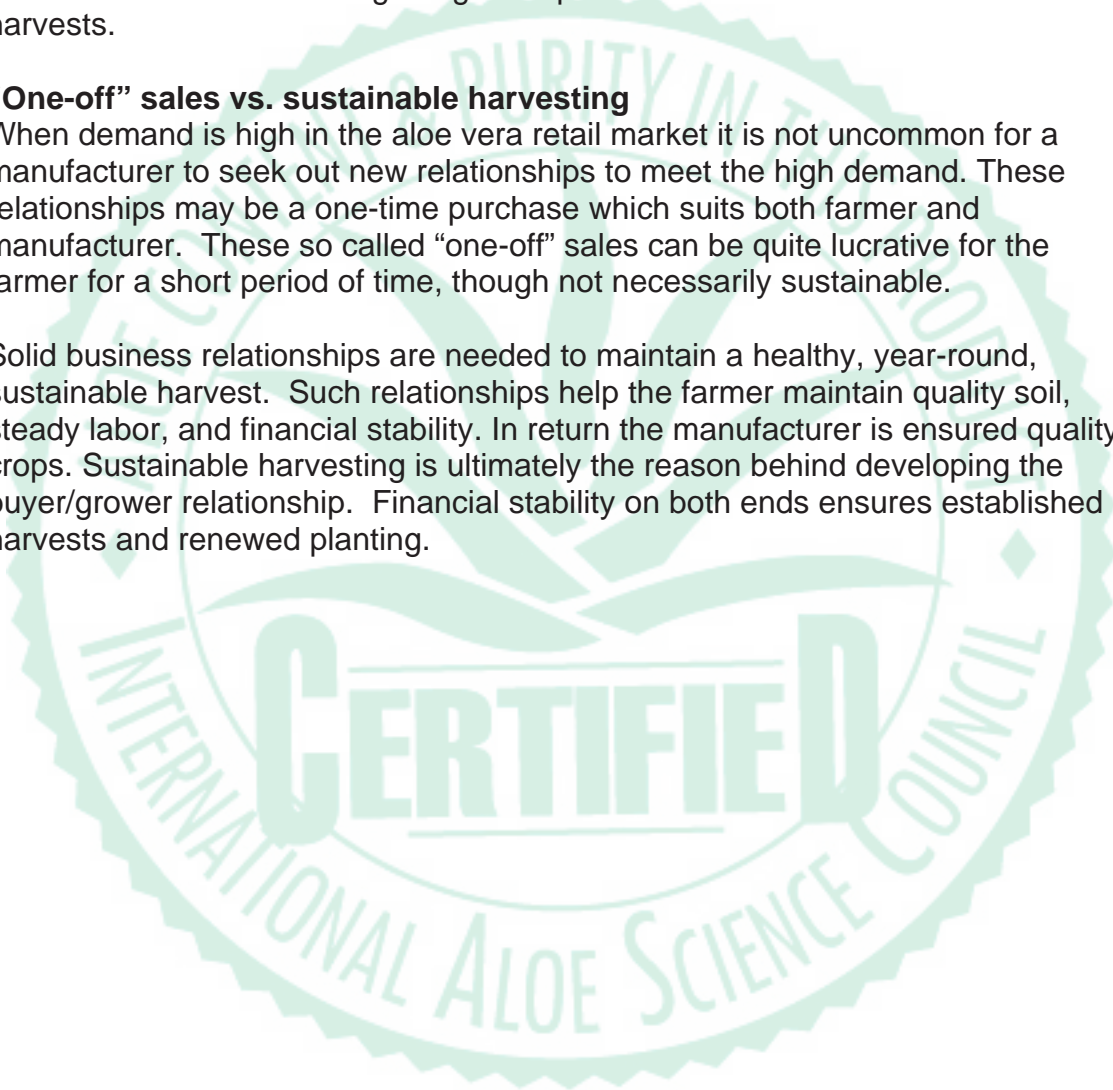 harvests.
One-off” sales vs. sustainable harvesting
When demand is high in the aloe vera retail market it is not uncommon for a
manufacturer to seek out new relationships to meet the high demand. These
relationships may be a one-time purchase which suits both farmer and
manufacturer. These so called “one-off” sales can be quite lucrative for the
farmer for a short period of time, though not necessarily sustainable.
Solid business relationships are needed to maintain a healthy, year-round,
sustainable harvest. Such relationships help the farmer maintain quality soil,
steady labor, and financial stability. In return the manufacturer is ensured quality
crops. Sustainable harvesting is ultimately the reason behind developing the
buyer/grower relationship. Financial stability on both ends ensures established
harvests and renewed planting.
ALOE CONTENT & PURITY IN THIS PRODUCT
CERTIFIED
INTERNATIONAL ALOE SCIENCE COUNCIL